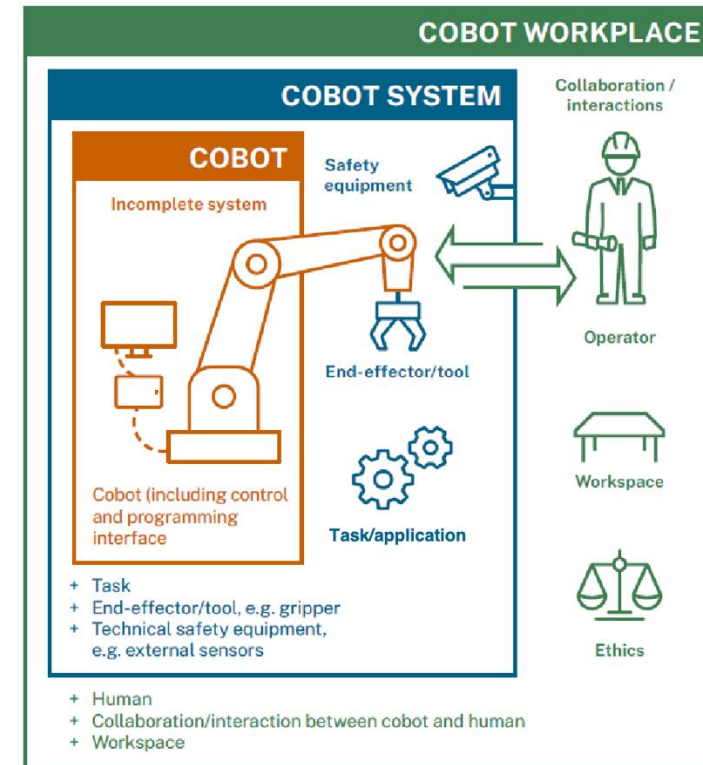 COBOT WORKPLACE
COBOT SYSTEM
Collaboration /
interactions
COBOT
Incomplete system
Safety
equipment
Operator
End-effector/tool
Workspace
Cobot (including control
and programming
interface
Task/application
+ Task
+ End-effector/tool, e.g. gripper
+ Technical safety equipment,
e.g. external sensors
Ethics
+ Human
+ Collaboration/interaction between cobot and human
+ Workspace